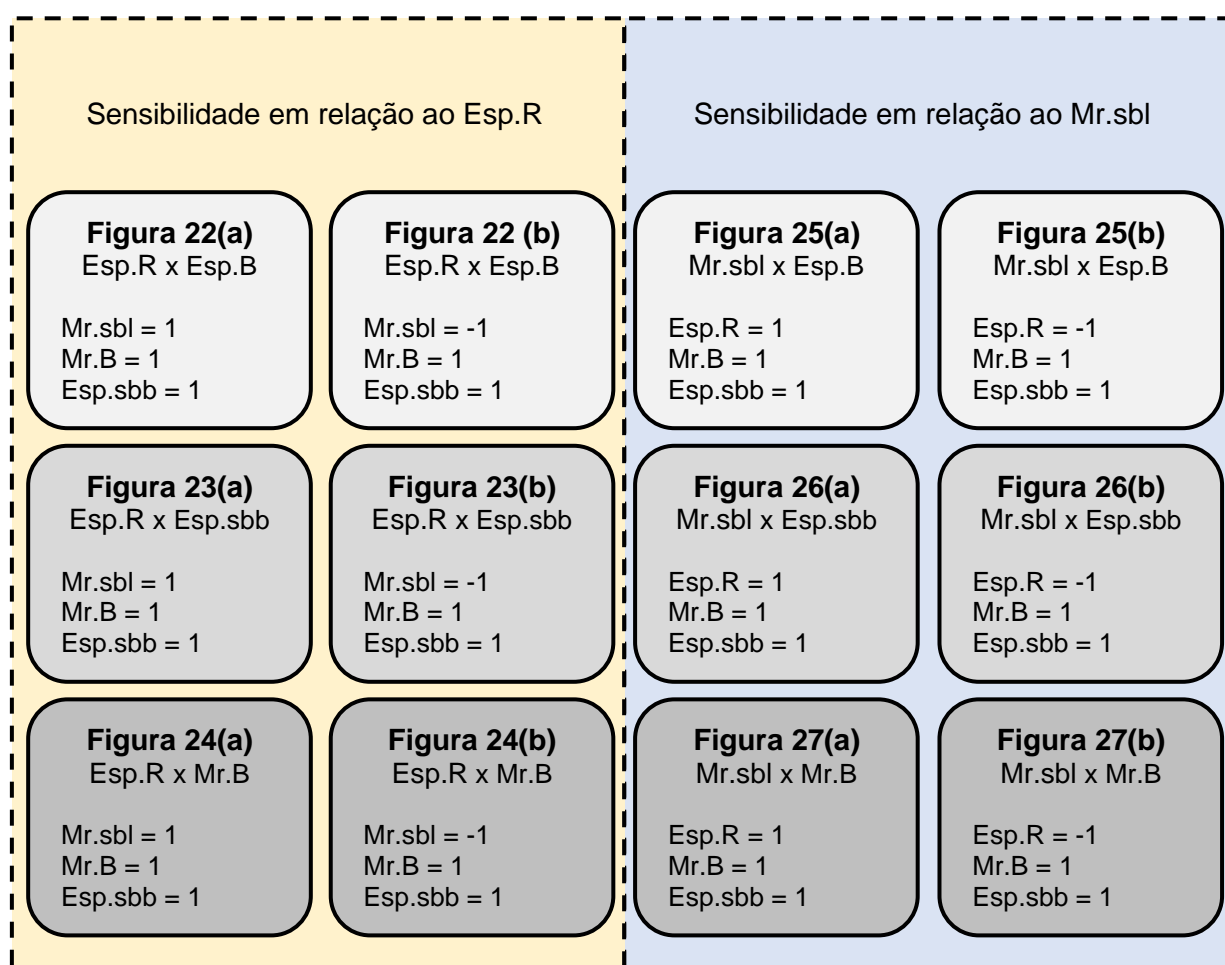 Sensibilidade em relação ao Esp.R
Sensibilidade em relação ao Mr.sbl
Figura 22(a)
Esp.R x Esp.B
Mr.sbl = 1
Mr.B = 1
Esp.sbb = 1
Figura 22 (b)
Esp.R x Esp.B
Mr.sbl = -1
Mr.B = 1
Esp.sbb = 1
Figura 25(a)
Mr.sbl x Esp.B
Esp.R = 1
Mr.B = 1
Esp.sbb = 1
Figura 25(b)
Mr.sbl x Esp.B
Esp.R = -1
Mr.B = 1
Esp.sbb = 1
Figura 23(a)
Esp.R x Esp.sbb
Mr.sbl = 1
Mr.B = 1
Esp.sbb = 1
Figura 23(b)
Esp.R x Esp.sbb
Mr.sbl = -1
Mr.B = 1
Esp.sbb = 1
Figura 26(a)
Mr.sbl x Esp.sbb
Esp.R = 1
Mr.B = 1
Esp.sbb = 1
Figura 26(b)
Mr.sbl x Esp.sbb
Esp.R = -1
Mr.B = 1
Esp.sbb = 1
Figura 24(a)
Esp.R x Mr.B
Mr.sbl = 1
Mr.B = 1
Esp.sbb = 1
Figura 24(b)
Esp.R x Mr.B
Mr.sbl = -1
Mr.B = 1
Esp.sbb = 1
Figura 27(a)
Mr.sbl x Mr.B
Esp.R = 1
Mr.B = 1
Esp.sbb = 1
Figura 27(b)
Mr.sbl x Mr.B
Esp.R = -1
Mr.B = 1
Esp.sbb = 1